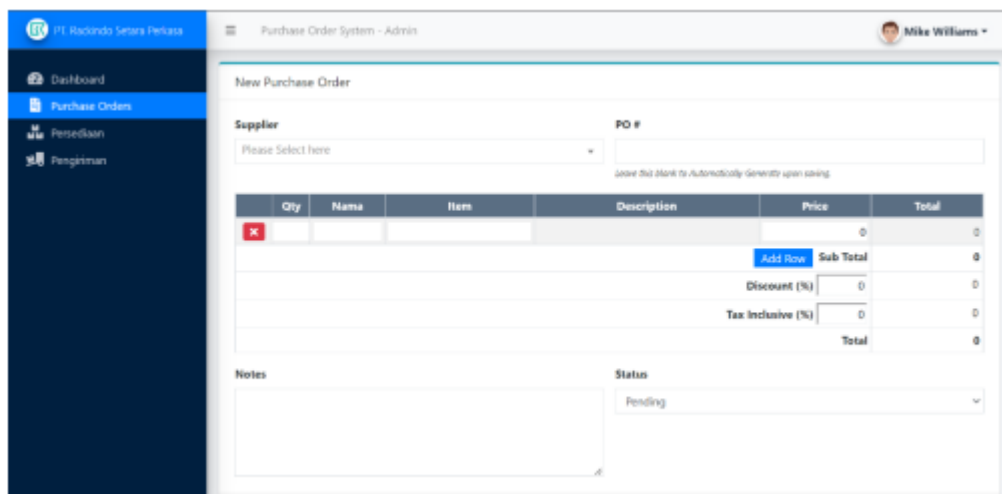 PT. Rackindo Setara Perkasa
Purchase Order System - Admin
Mike Williams
Dashboard
Purchase Orders
Persediaan
Pengiriman
New Purchase Order
Supplier
PO #
Please Select here
Leave this blank to Automatically Generate upon saving.
Qty Nama Item Description Price Total
0 0
Add Row Sub Total 0
Discount (%) 0 0
Tax Inclusive (%) 0 0
Total 0
Notes
Status
Pending